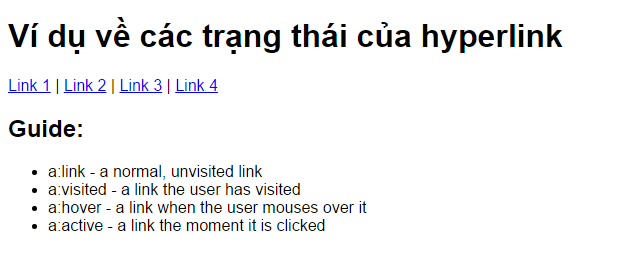 Ví dụ về các trạng thái của hyperlink
Link 1 | Link 2 | Link 3 | Link 4
Guide:
• a:link - a normal, unvisited link
• a:visited - a link the user has visited
• a:hover - a link when the user mouses over it
• a:active - a link the moment it is clicked